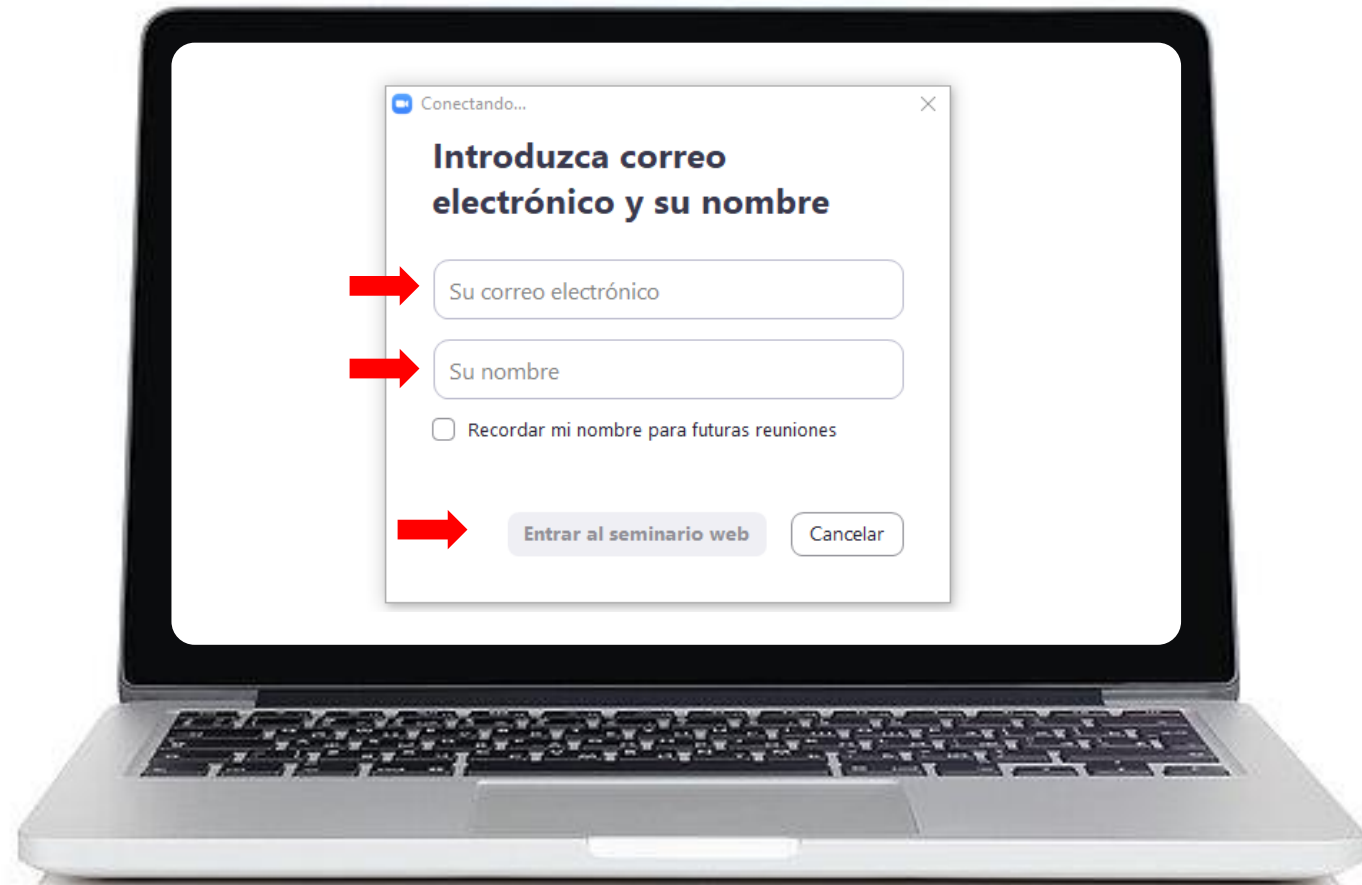 Conectando...
Introduzca correo
electrónico y su nombre
Su correo electrónico
Su nombre
Recordar mi nombre para futuras reuniones
Entrar al seminario web
Cancelar